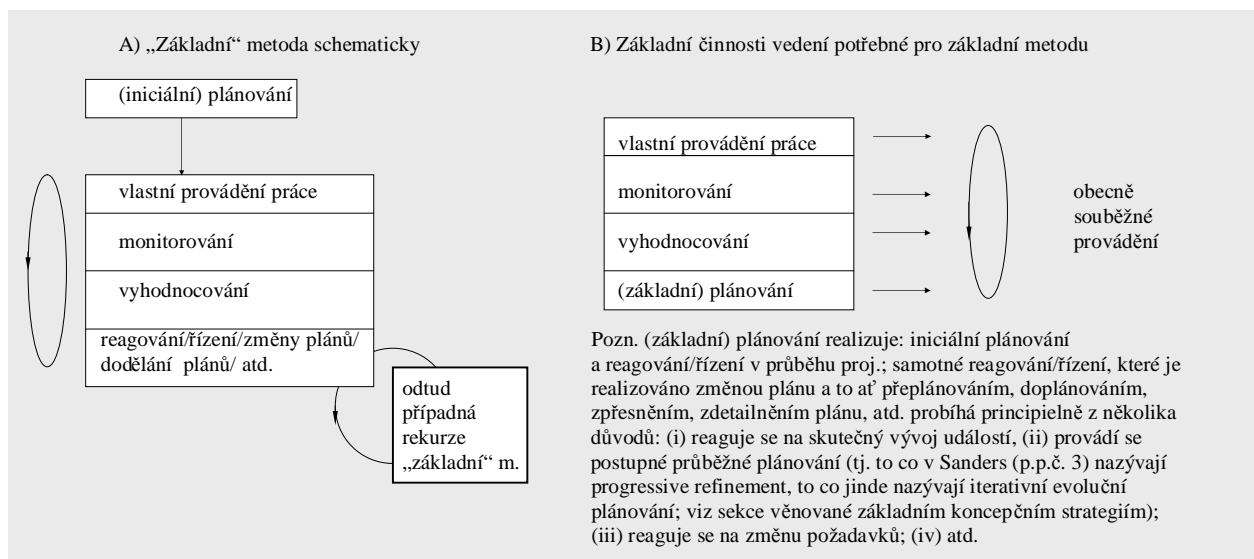 A) „Základní“ metoda schematicky
(iniciální) plánování
vlastní provádění práce
monitorování
vyhodnocování
reagování/řízení/změny plánů/
dodělání plánů/ atd.
odtud
případná
rekurze
„základní“ m.
B) Základní činnosti vedení potřebné pro základní metodu
vlastní provádění práce
monitorování
vyhodnocování
(základní) plánování
obecně
souběžné
provádění
Pozn. (základní) plánování realizuje: iniciální plánování
a reagování/řízení v průběhu proj.; samotné reagování/řízení, které je
realizováno změnou plánu a to ať přeplánováním, doplánováním,
zpřesněním, zdetailněním plánu, atd. probíhá principielně z několika
důvodů: (i) reaguje se na skutečný vývoj událostí, (ii) provádí se
postupné průběžné plánování (tj. to co v Sanders (p.p.č. 3) nazývají
progressive refinement, to co jinde nazývají iterativní evoluční
plánování; viz sekce věnované základním koncepčním strategiím);
(iii) reaguje se na změnu požadavků; (iv) atd.